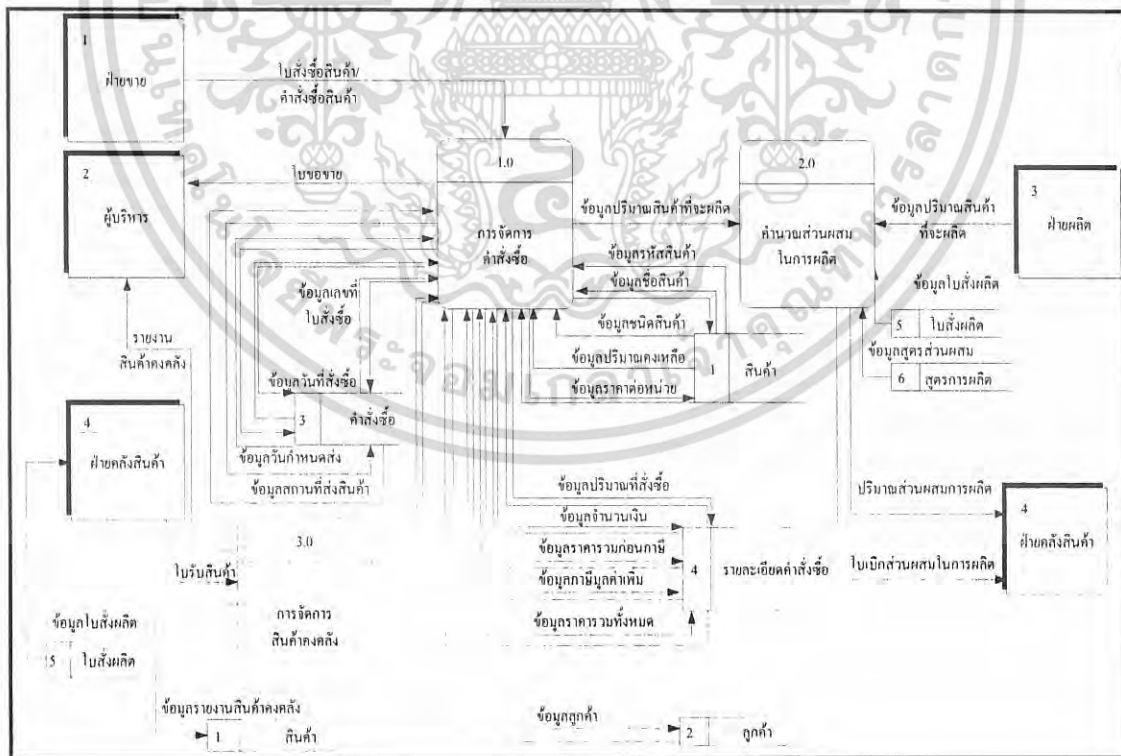 1
ฝ่ายขาย
ใบสั่งซื้อสินค้า/
คำสั่งซื้อสินค้า
2
ผู้บริหาร
ใบขอขาย
1.0
การจัดการ
คำสั่งซื้อ
2.0
คำนวณส่วนผสม
ในการผลิต
3
ฝ่ายผลิต
ข้อมูลปริมาณสินค้าที่จะผลิต
ข้อมูลปริมาณสินค้า
ที่จะผลิต
ข้อมูลรหัสสินค้า
ข้อมูลชื่อสินค้า
ข้อมูลชนิดสินค้า
ข้อมูลปริมาณคงเหลือ
ข้อมูลราคาต่อหน่วย
1
สินค้า
ข้อมูลใบสั่งผลิต
5
ใบสั่งผลิต
ข้อมูลสูตรส่วนผสม
6
สูตรการผลิต
ข้อมูลเลขที่
ใบสั่งซื้อ
รายงาน
สินค้าคงคลัง
ข้อมูลวันที่สั่งซื้อ
3
คำสั่งซื้อ
ข้อมูลวันกำหนดส่ง
ข้อมูลสถานที่ส่งสินค้า
4
ฝ่ายคลังสินค้า
ข้อมูลปริมาณที่สั่งซื้อ
ข้อมูลจำนวนเงิน
ข้อมูลราคารวมก่อนภาษี
ข้อมูลภาษีมูลค่าเพิ่ม
ข้อมูลราคารวมทั้งหมด
4
รายละเอียดคำสั่งซื้อ
ปริมาณส่วนผสมการผลิต
4
ฝ่ายคลังสินค้า
ใบเบิกส่วนผสมในการผลิต
3.0
การจัดการ
สินค้าคงคลัง
ใบรับสินค้า
ข้อมูลใบสั่งผลิต
5
ใบสั่งผลิต
ข้อมูลรายงานสินค้าคงคลัง
1
สินค้า
ข้อมูลลูกค้า
2
ลูกค้า